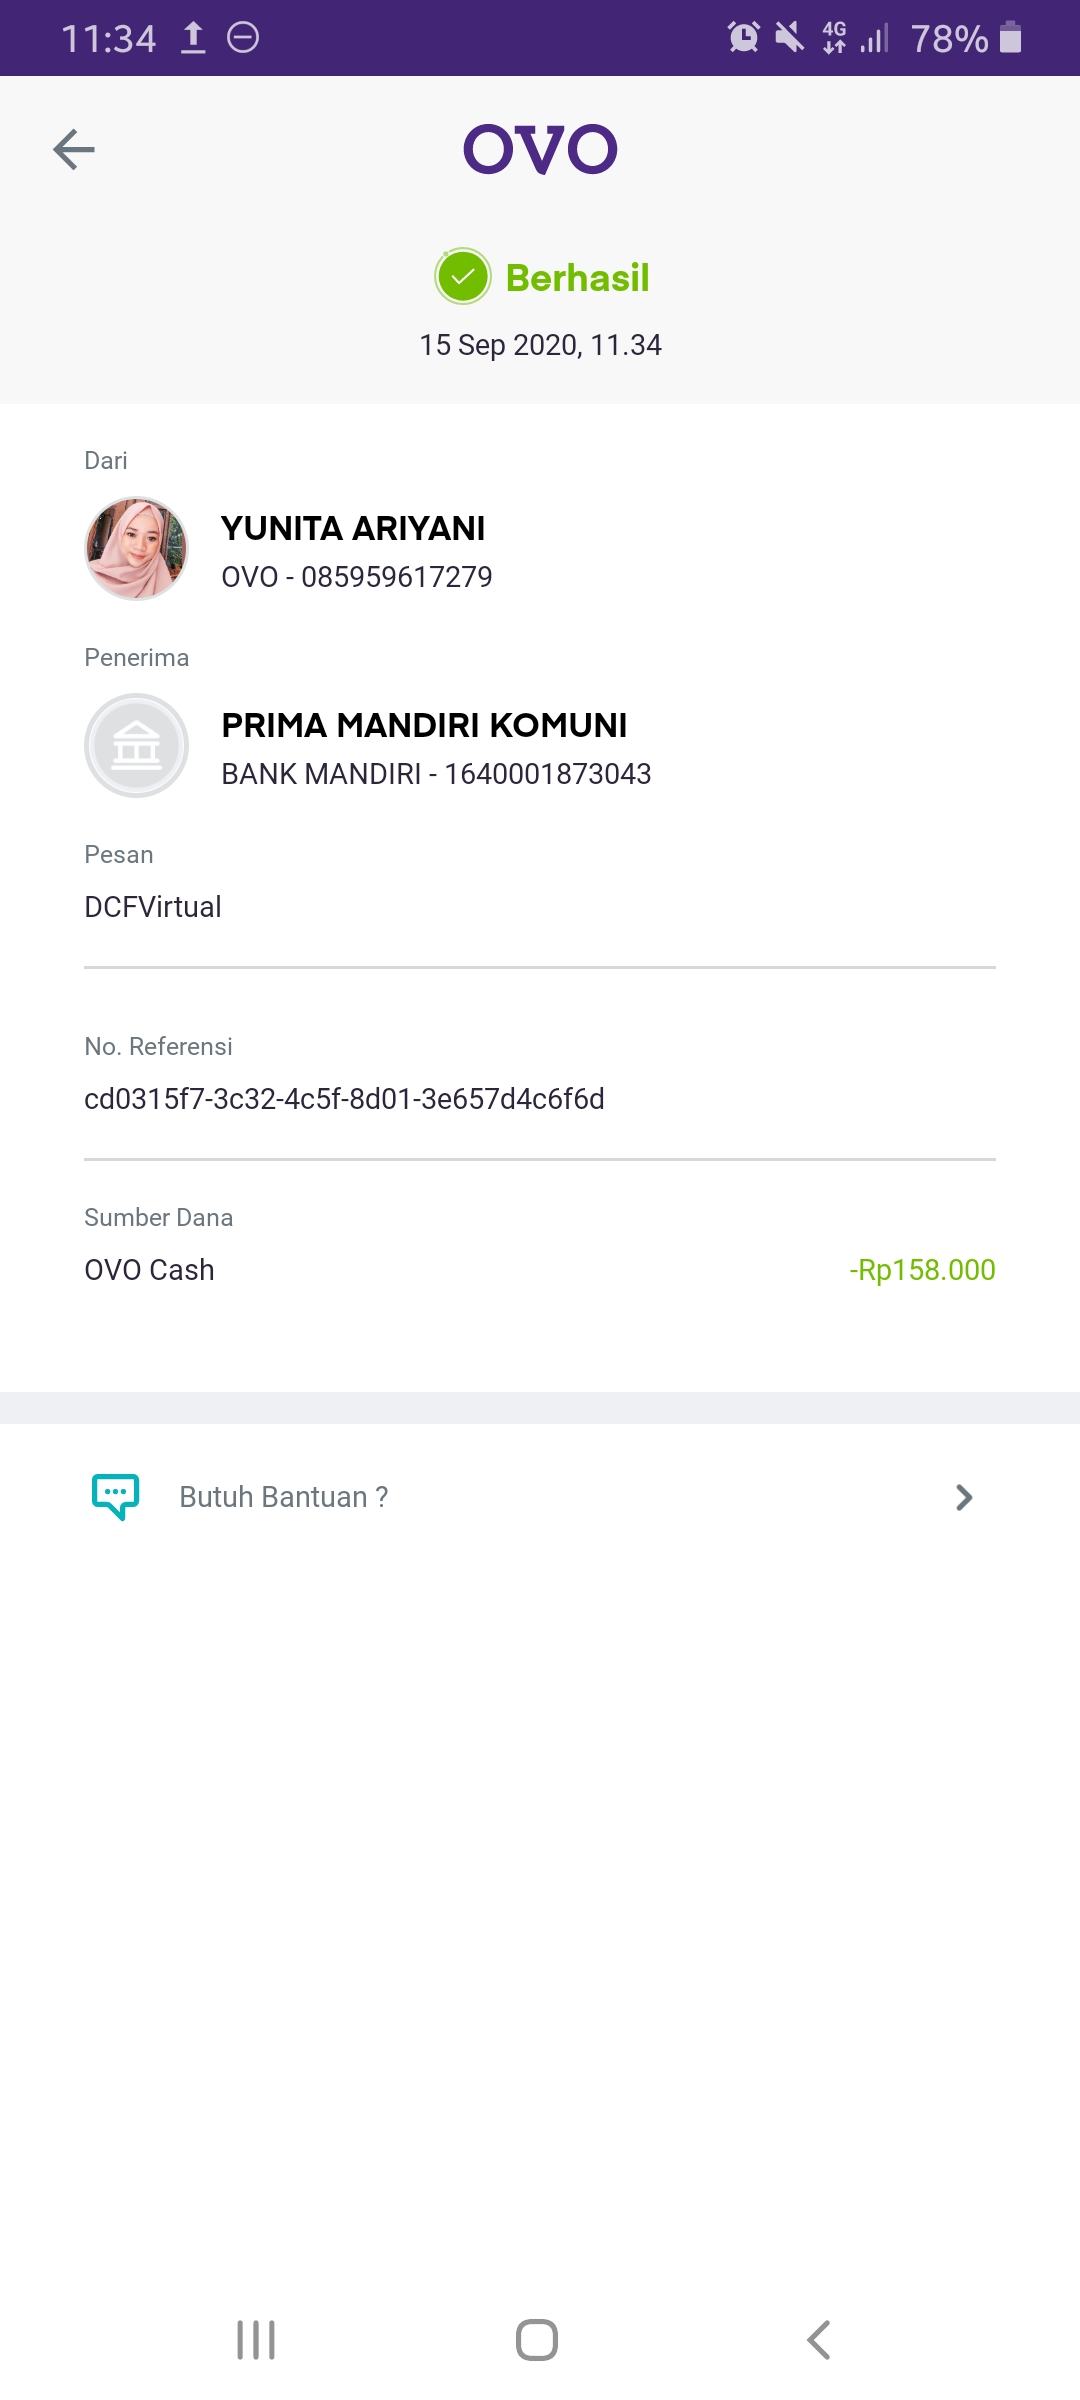 11:34 4G 78%
OVO
Berhasil
15 Sep 2020, 11.34
Dari
YUNITA ARIYANI
OVO - 085959617279
Penerima
PRIMA MANDIRI KOMUNI
BANK MANDIRI - 1640001873043
Pesan
DCFVirtual
No. Referensi
cd0315f7-3c32-4c5f-8d01-3e657d4c6f6d
Sumber Dana
OVO Cash -Rp158.000
Butuh Bantuan ?